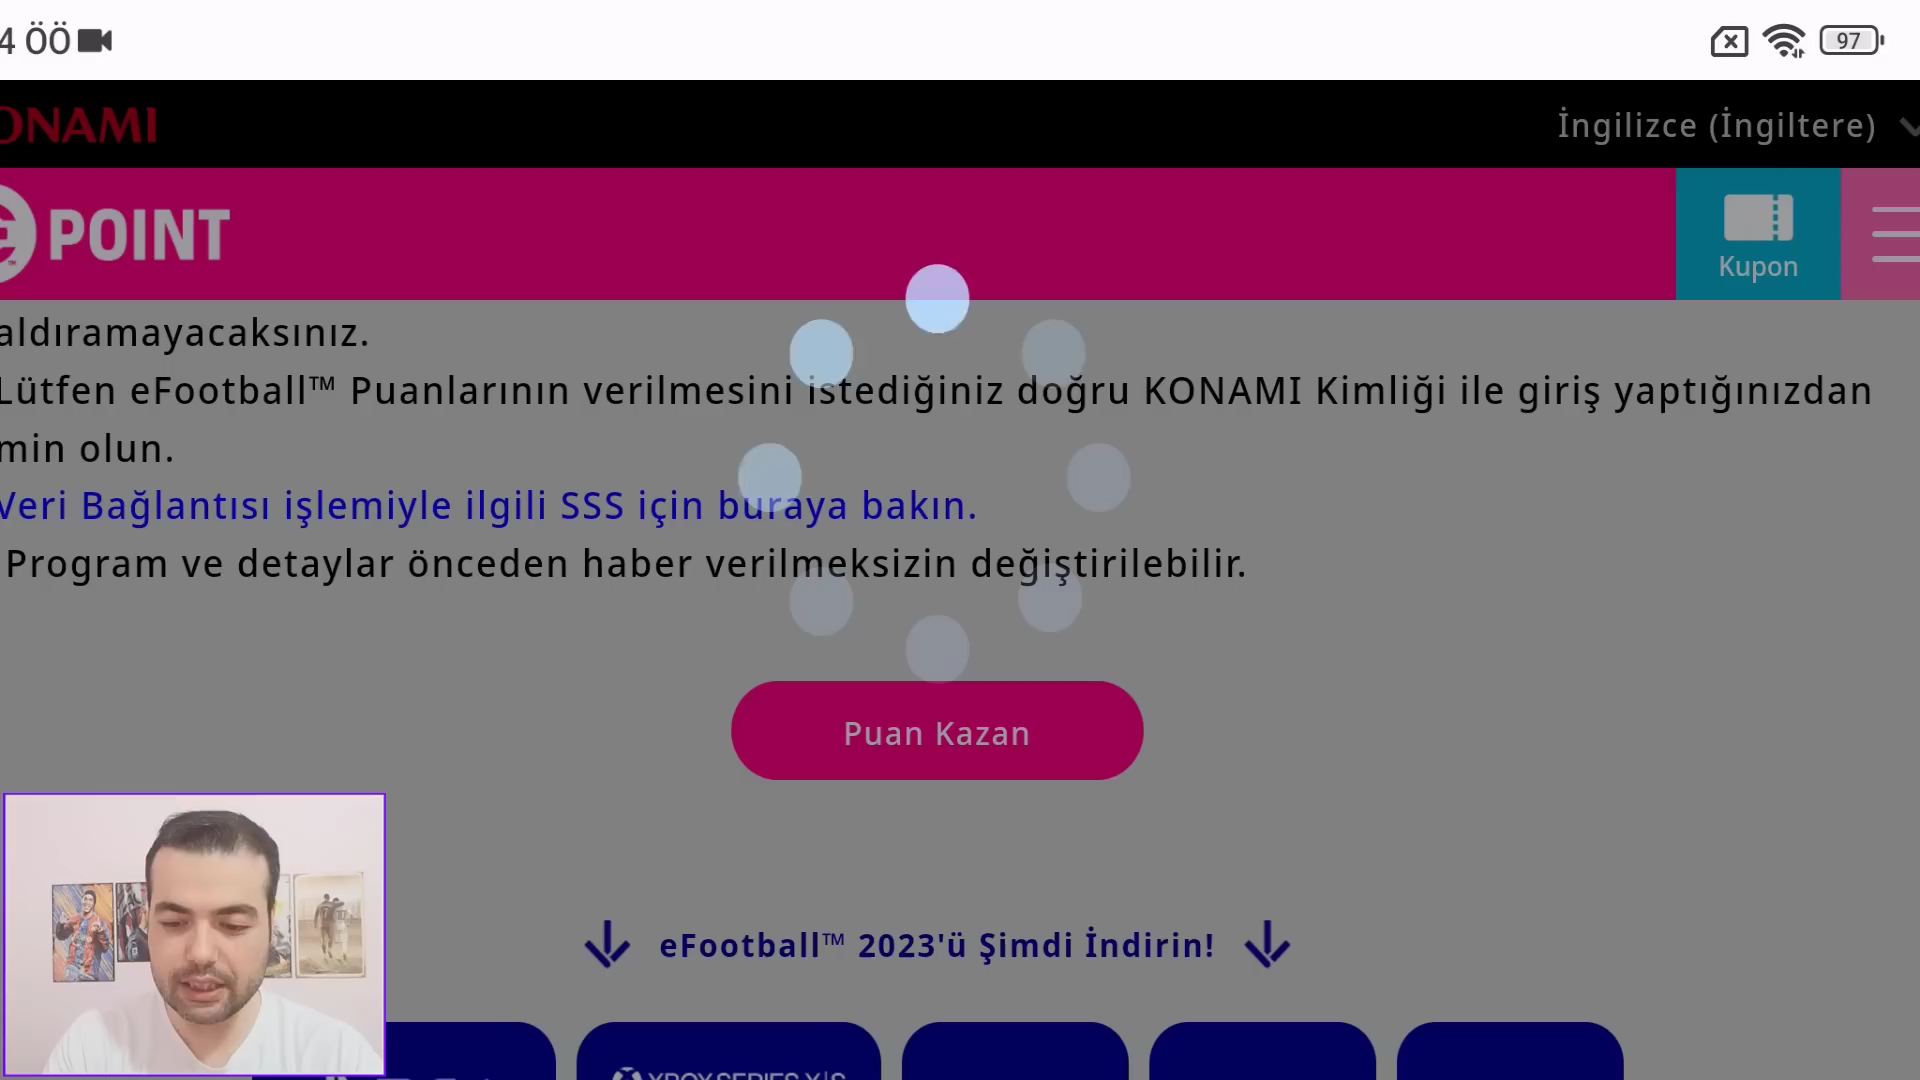 4 ÖÖ
97
ONAMI
İngilizce (İngiltere)
POINT
Kupon
aldıramayacaksınız.
Lütfen eFootball™ Puanlarının verilmesini istediğiniz doğru KONAMI Kimliği ile giriş yaptığınızdan
min olun.
Veri Bağlantısı işlemiyle ilgili SSS için buraya bakın.
Program ve detaylar önceden haber verilmeksizin değiştirilebilir.
Puan Kazan
eFootball™ 2023'ü Şimdi İndirin!
XBOX SERIES X|S